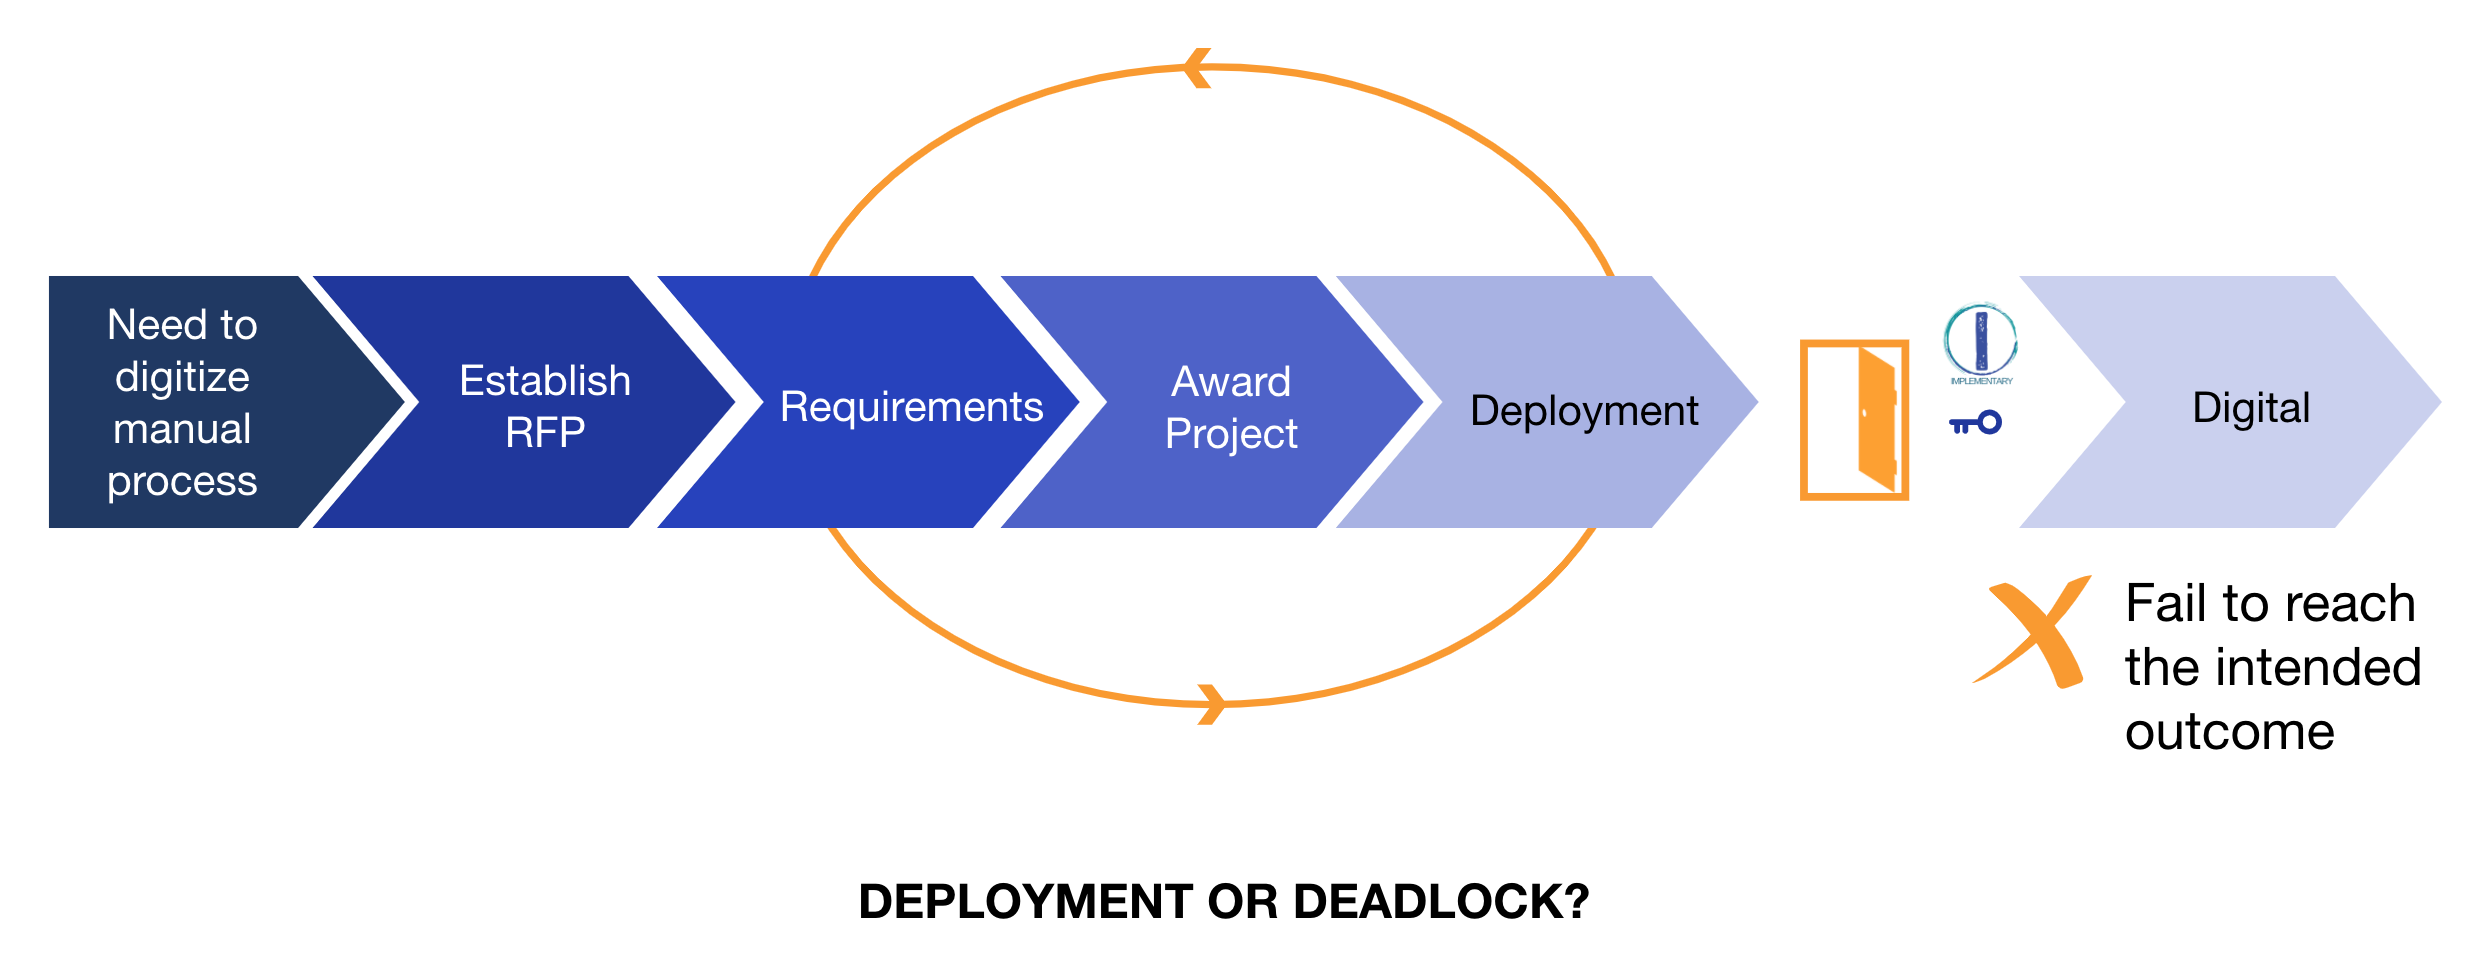 Need to
digitize
manual
process
Establish
RFP
Requirements
Award
Project
Deployment
IMPLEMENTARY
Digital
Fail to reach
the intended
outcome
DEPLOYMENT OR DEADLOCK?